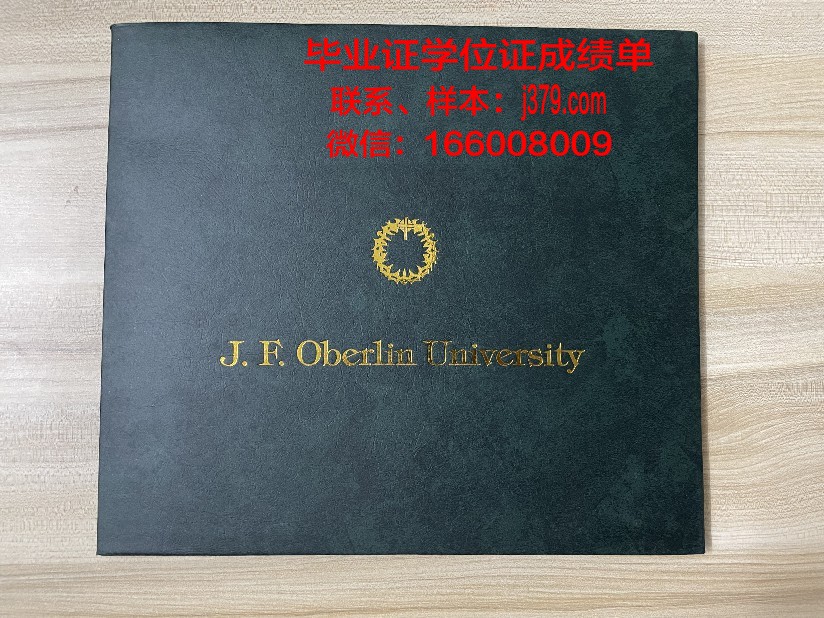 毕业证学位证成绩单
联系、样本：j379.com
微信：166008009
J. F. Oberlin University